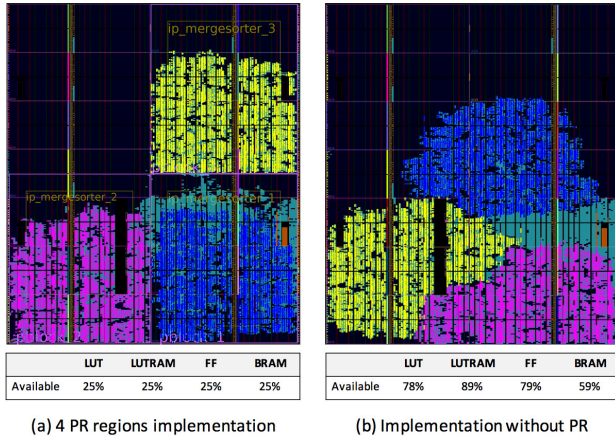 ip_mergesorter_3
ip_mergesorter_2
LUT LUTRAM FF BRAM
Available 25% 25% 25% 25%
LUT LUTRAM FF BRAM
Available 78% 89% 79% 59%
(a) 4 PR regions implementation
(b) Implementation without PR